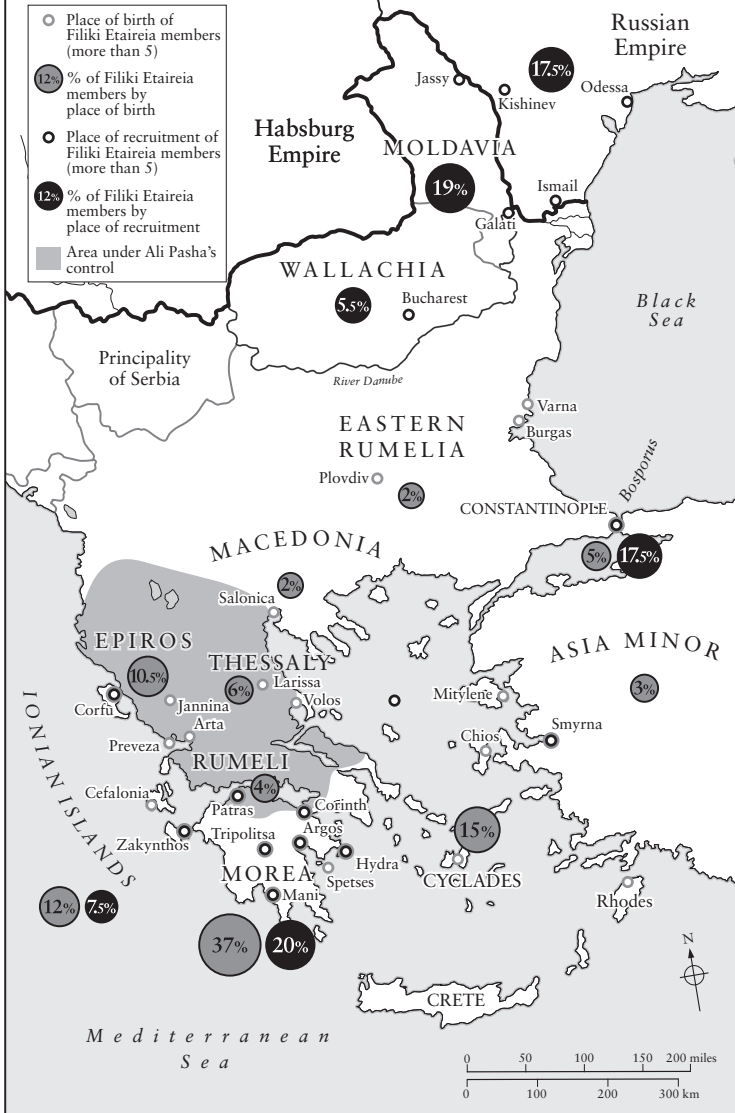 Place of birth of
Filiki Etaireia members
(more than 5)
12%
% of Filiki Etaireia
members by
place of birth
Place of recruitment of
Filiki Etaireia members
(more than 5)
12%
% of Filiki Etaireia
members by
place of recruitment
Area under Ali Pasha's
control
Russian
Empire
17.5%
Jassy
Kishinev
Odessa
Habsburg
Empire
MOLDAVIA
19%
Ismail
Galati
WALLACHIA
5.5%
Bucharest
Black
Sea
Principality
of Serbia
River Danube
Varna
Burgas
EASTERN
RUMELIA
Plovdiv
2%
Bosporus
CONSTANTINOPLE
5%
17.5%
MACEDONIA
2%
Salonica
EPIROS
10.5%
THESSALY
6%
Larissa
Volos
Corfu
Jannina
Arta
Preveza
ASIA MINOR
3%
Mitylene
Smyrna
Chios
IONIAN ISLANDS
RUMELI
4%
Cefalonia
Patras
Corinth
Zakynthos
Tripolitsa
Argos
Hydra
MOREA
Spetses
Mani
15%
CYCLADES
Rhodes
12%
7.5%
37%
20%
N
CRETE
Mediterranean
Sea
0 50 100 150 200 miles
0 100 200 300 km